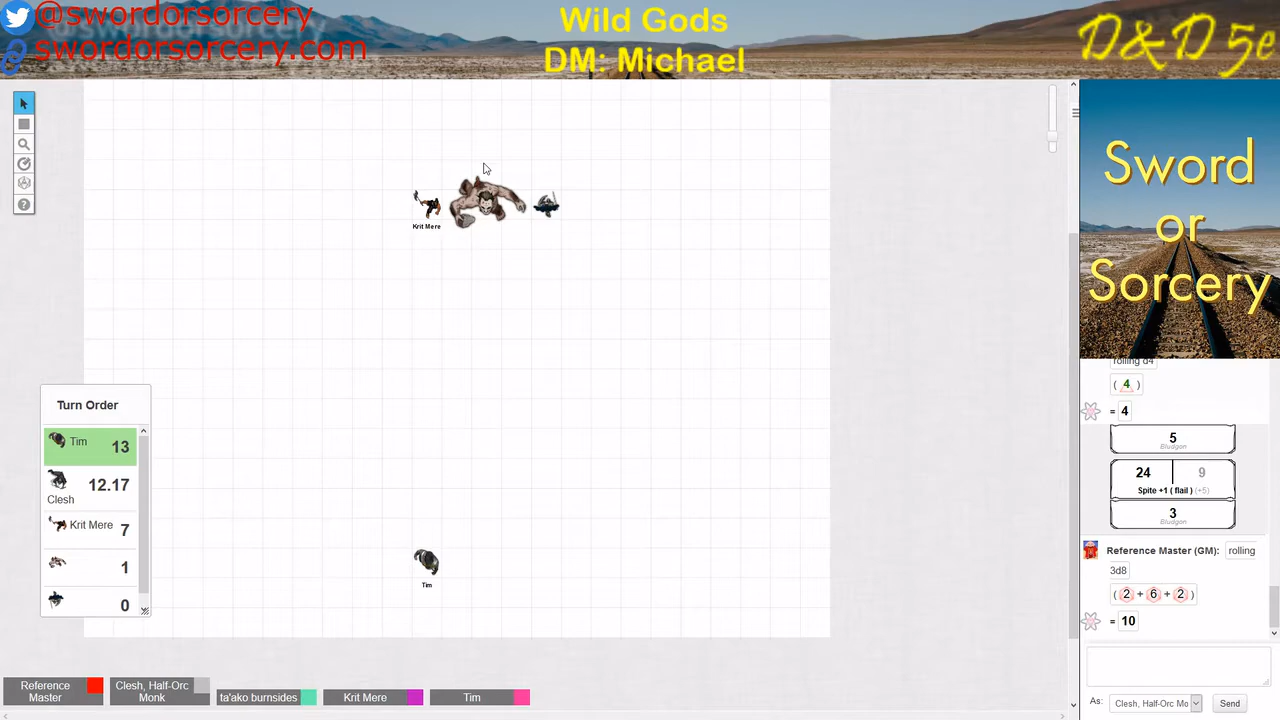 @swordorsorcery
swordorsorcery.com
Wild Gods
DM: Michael
D&D 5e
Sword
or
Sorcery
Krit Mere
Tim
Turn Order
Tim 13
Clesh 12.17
Krit Mere 7
1
0
rolling d4
( 4 )
= 4
5
Bludgon
24 9
Spite +1 ( flail ) (+5)
3
Bludgon
Reference Master (GM): rolling
3d8
( 2 + 6 + 2 )
= 10
As: Clesh, Half-Orc Mo Send
Reference
Master
Clesh, Half-Orc
Monk
ta'ako burnsides
Krit Mere
Tim